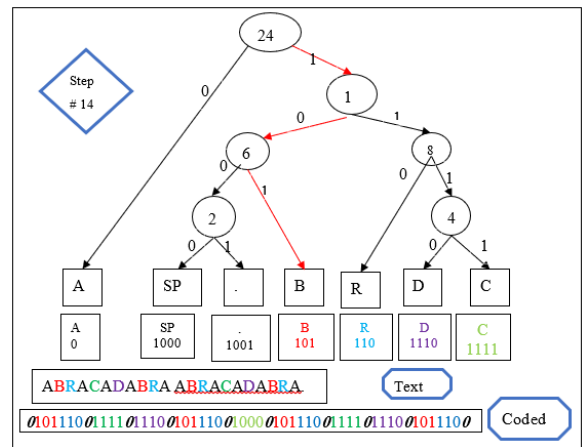 24
Step
# 14
0
1
1
0
1
6
8
0
1
0
1
2
4
0
1
0
1
A
SP
.
B
R
D
C
A
0
SP
1000
.
1001
B
101
R
110
D
1110
C
1111
ABRACADABRA ABRACADABRA
Text
010111001111011100101110010000101110011110111001011100
Coded